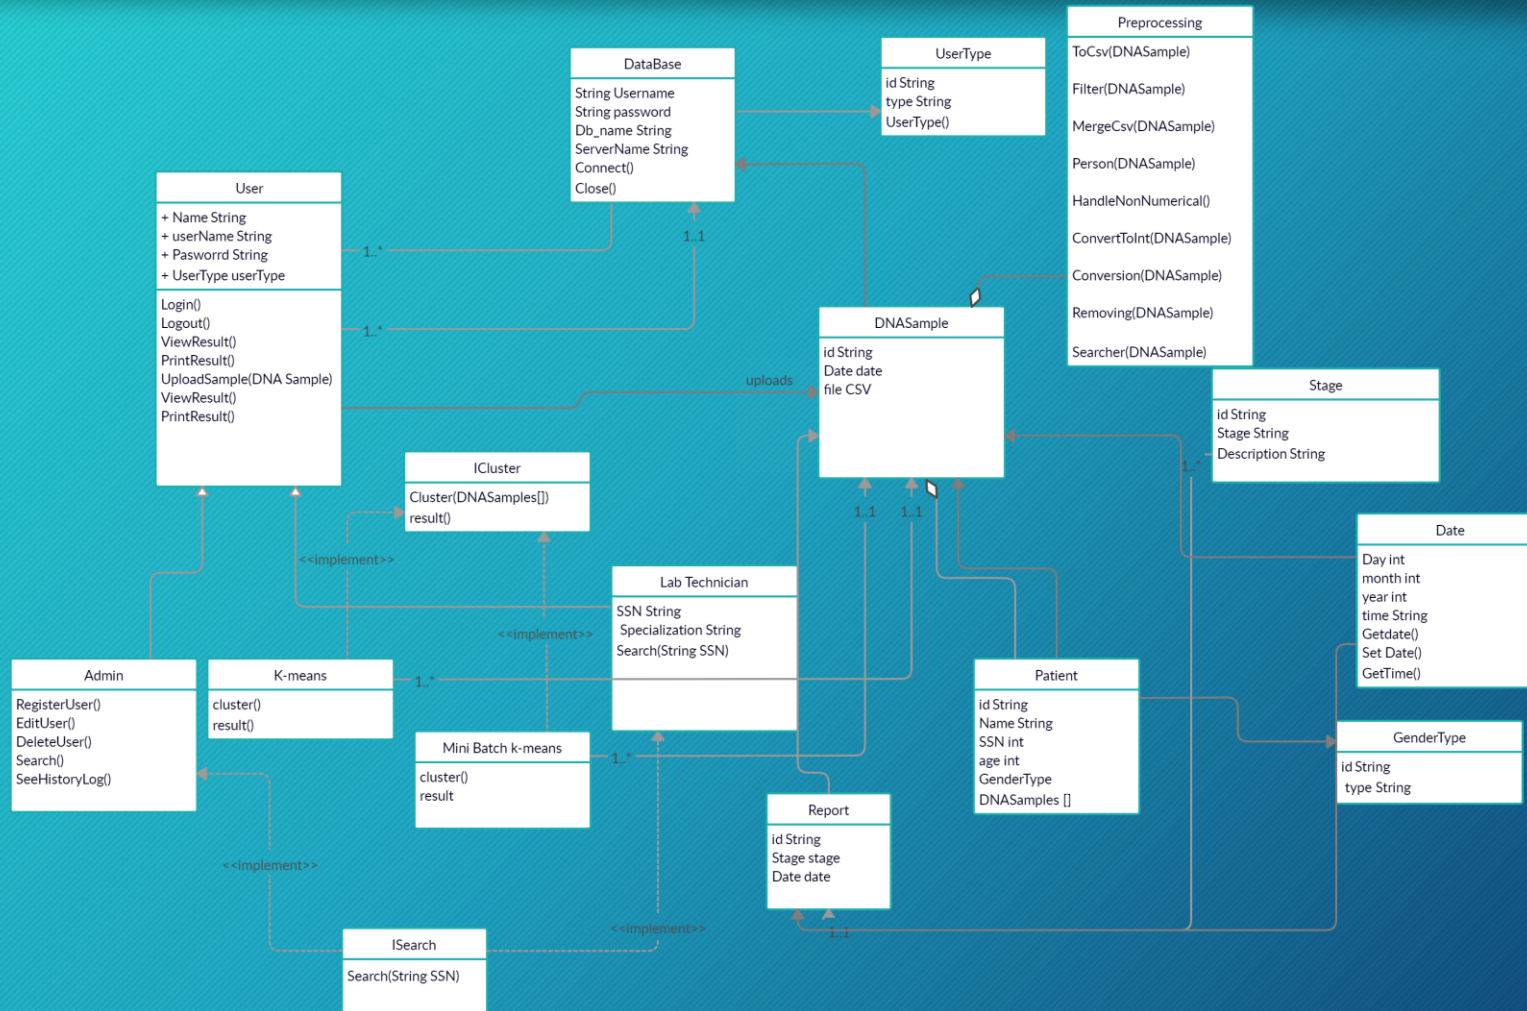 Preprocessing
ToCsv(DNASample)
Filter(DNASample)
MergeCsv(DNASample)
Person(DNASample)
HandleNonNumerical()
ConvertToInt(DNASample)
Conversion(DNASample)
Removing(DNASample)
Searcher(DNASample)
UserType
id String
type String
UserType()
DataBase
String Username
String password
Db_name String
ServerName String
Connect()
Close()
User
+ Name String
+ userName String
+ Pasworrd String
+ UserType userType
Login()
Logout()
ViewResult()
PrintResult()
UploadSample(DNA Sample)
ViewResult()
PrintResult()
1..*
1..1
1..*
uploads
DNASample
id String
Date date
file CSV
Stage
id String
Stage String
Description String
1..*
ICluster
Cluster(DNASamples[])
result()
<<implement>>
1..1
1..1
Date
Day int
month int
year int
time String
Getdate()
Set Date()
GetTime()
Lab Technician
SSN String
Specialization String
Search(String SSN)
<<implement>>
Admin
RegisterUser()
EditUser()
DeleteUser()
Search()
SeeHistoryLog()
K-means
cluster()
result()
1..*
Mini Batch k-means
cluster()
result
1..*
Patient
id String
Name String
SSN int
age int
GenderType
DNASamples []
GenderType
id String
type String
Report
id String
Stage stage
Date date
1..1
<<implement>>
<<implement>>
ISearch
Search(String SSN)